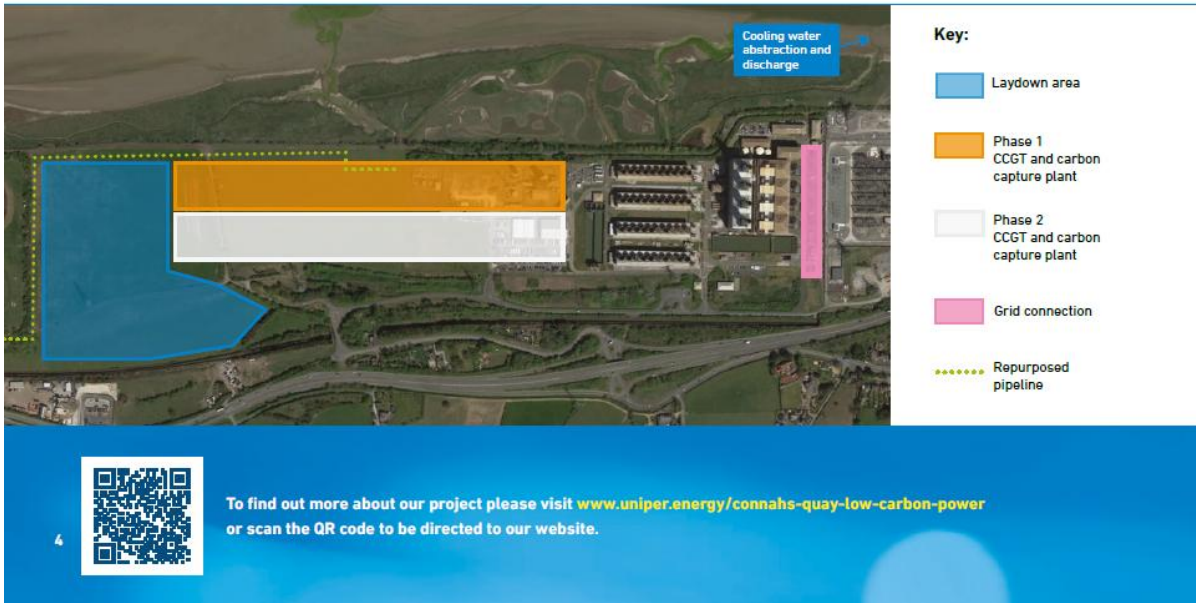 Cooling water
abstraction and
discharge
Key:
Laydown area
Phase 1
CCGT and carbon
capture plant
Phase 2
CCGT and carbon
capture plant
Grid connection
Repurposed
pipeline
To find out more about our project please visit www.uniper.energy/connahs-quay-low-carbon-power
or scan the QR code to be directed to our website.
4